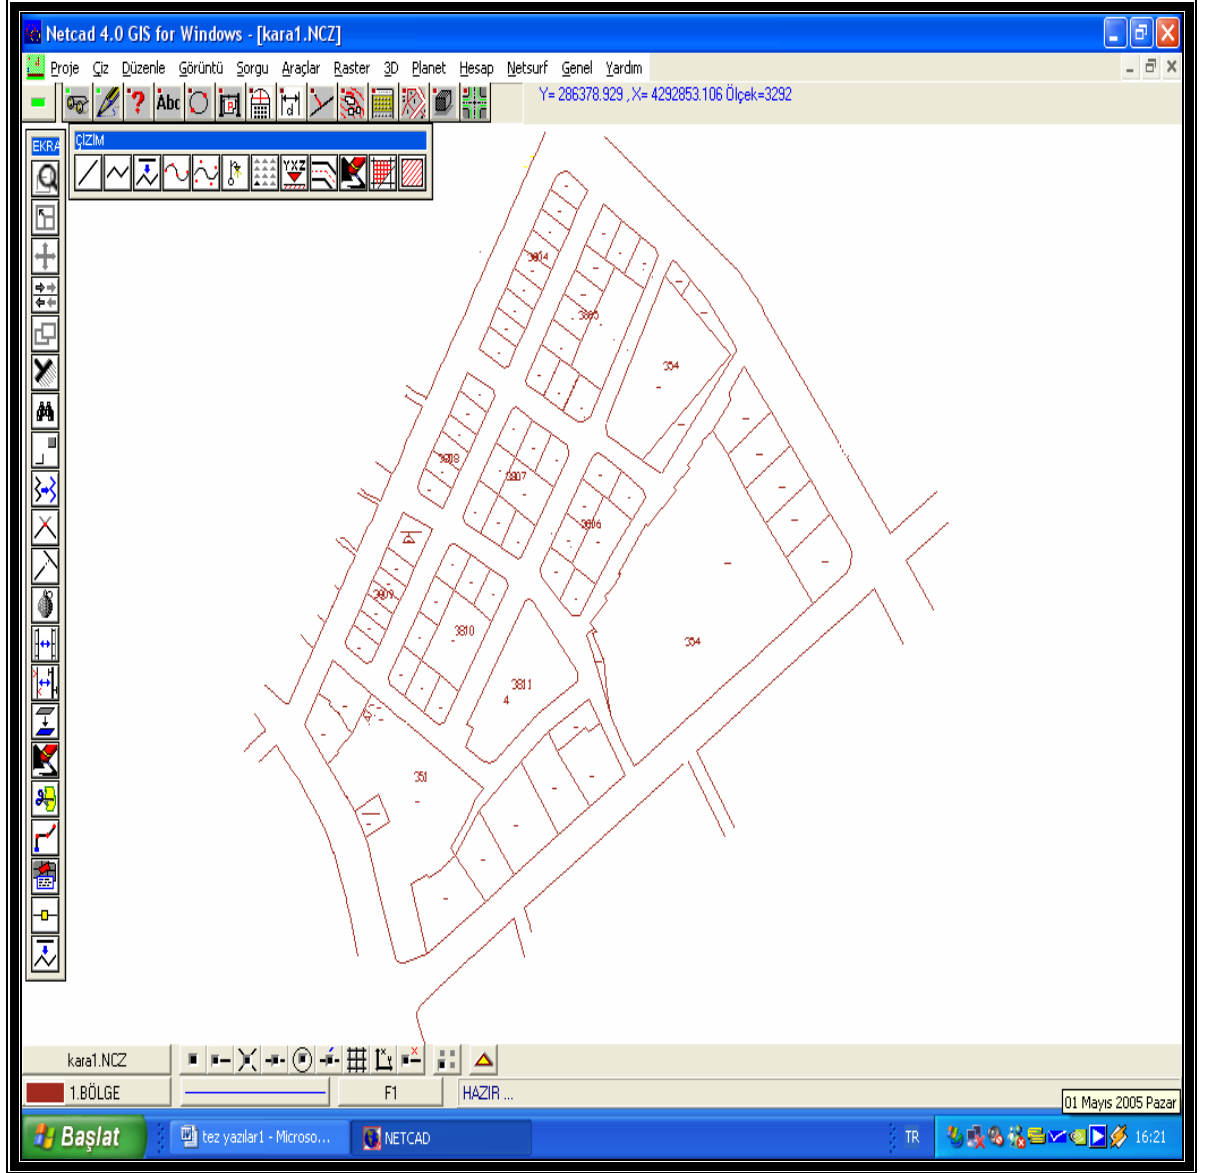 Netcad 4.0 GIS for Windows - [kara1.NCZ]
Proje Çiz Düzenle Görüntü Sorgu Araçlar Raster 3D Planet Hesap Netsurf Genel Yardım
Abc
Y= 286378.929 , X= 4292853.106 Ölçek=3292
EKRA
ÇİZİM
YXZ
3804
3805
354
3808
3807
3806
3809
3810
354
3811
4
351
kara1.NCZ
1.BÖLGE
F1
HAZIR ...
01 Mayıs 2005 Pazar
Başlat
tez yazılar1 - Microso...
NETCAD
TR
16:21